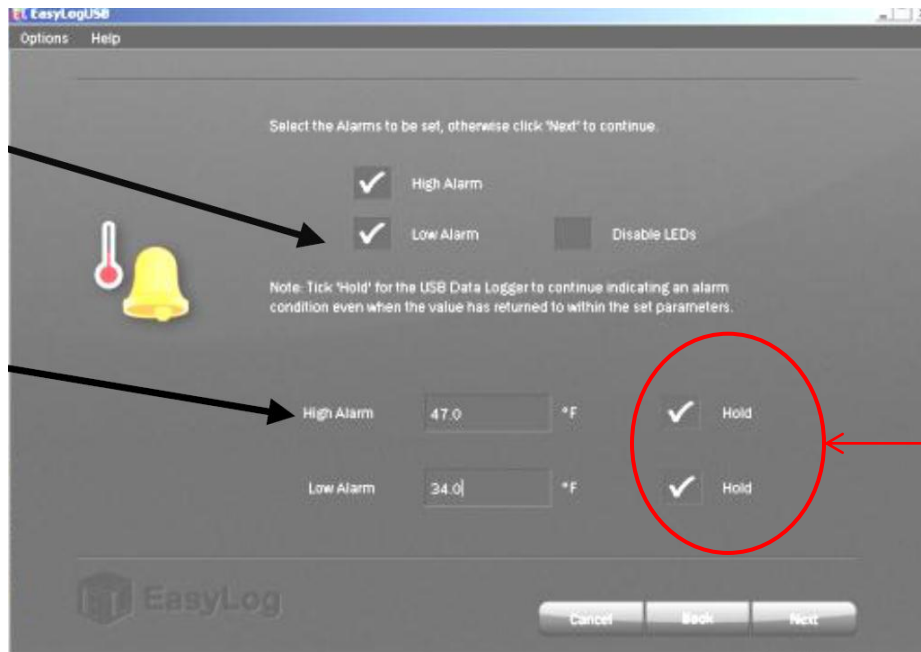 EasyLogUSB
Options Help
Select the Alarms to be set, otherwise click 'Next' to continue.
High Alarm
Low Alarm Disable LEDs
Note: Tick 'Hold' for the USB Data Logger to continue indicating an alarm
condition even when the value has returned to within the set parameters.
High Alarm 47.0 °F Hold
Low Alarm 34.0 °F Hold
EasyLog
Cancel Back Next